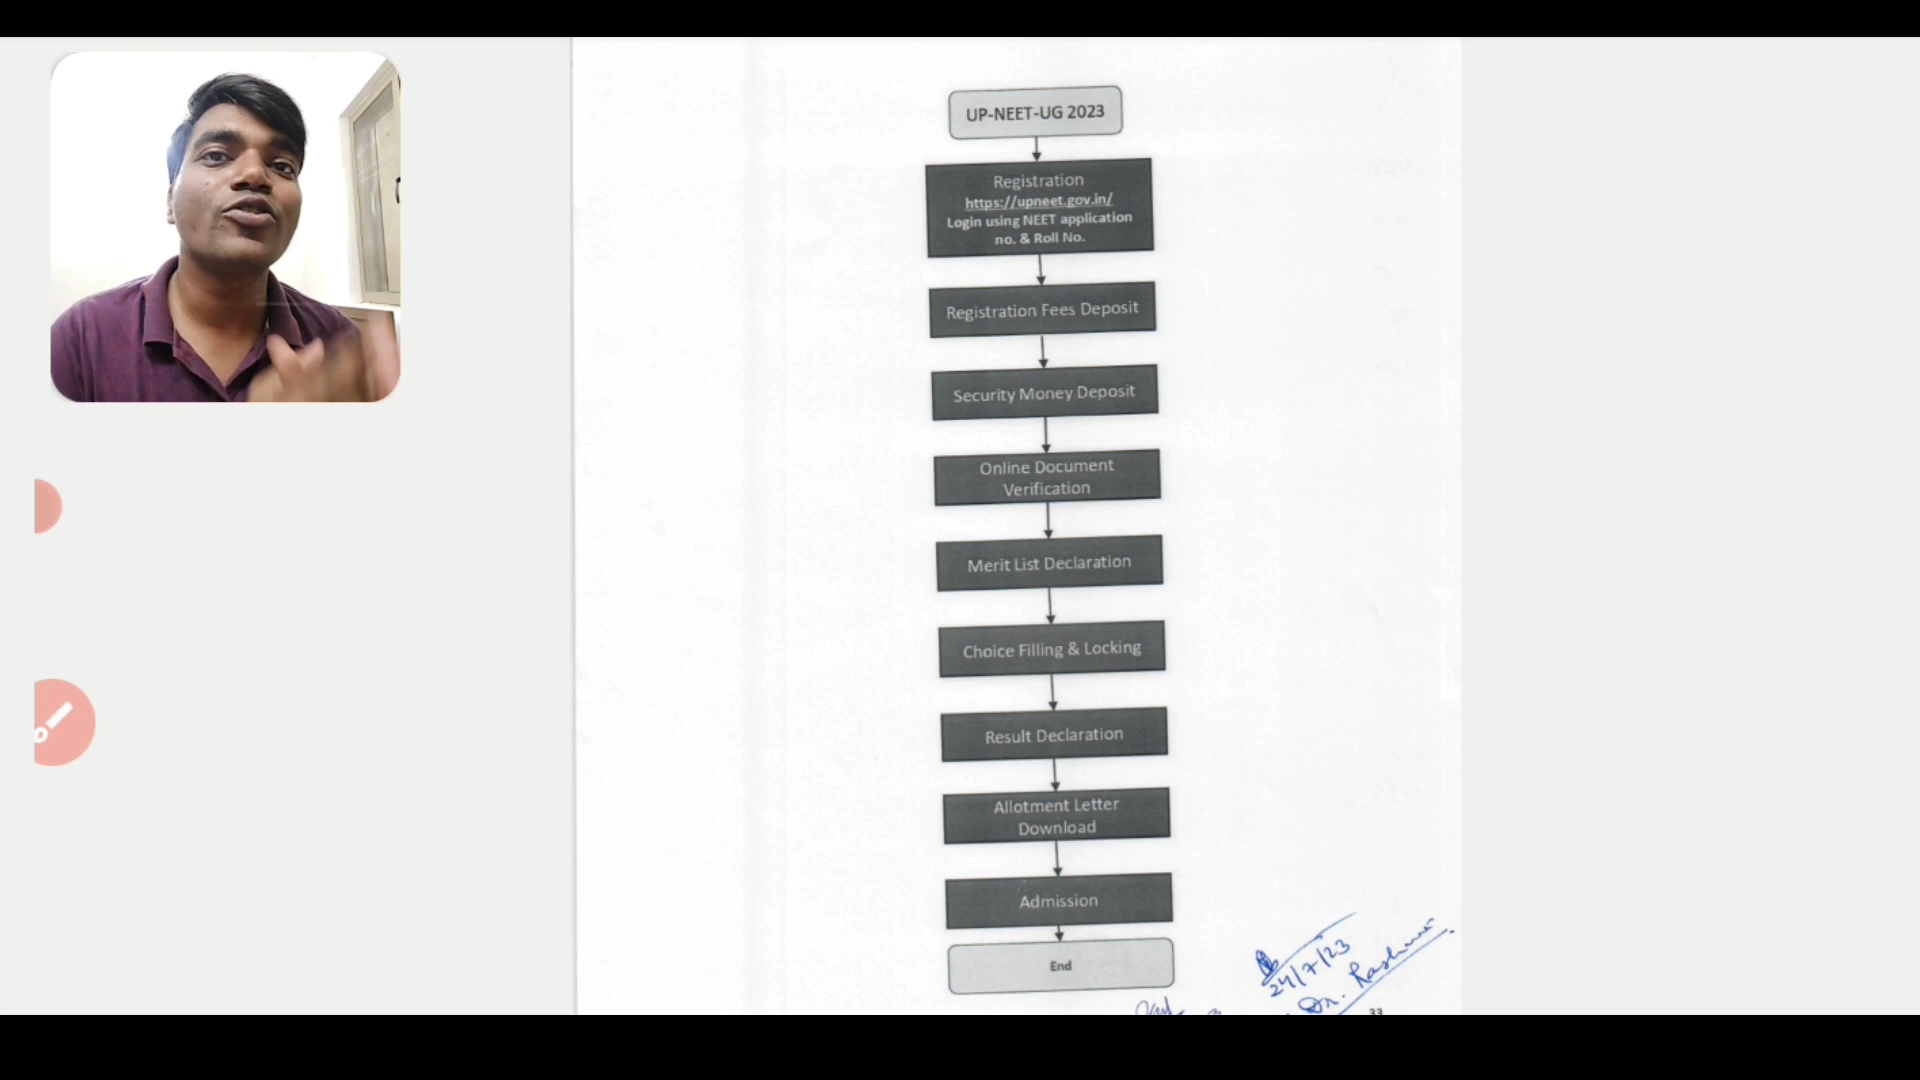 UP-NEET-UG 2023
Registration
https://upneet.gov.in/
Login using NEET application
no. & Roll No.
Registration Fees Deposit
Security Money Deposit
Online Document
Verification
Merit List Declaration
Choice Filling & Locking
Result Declaration
Allotment Letter
Download
Admission
End
24/7/23
Dr.
33